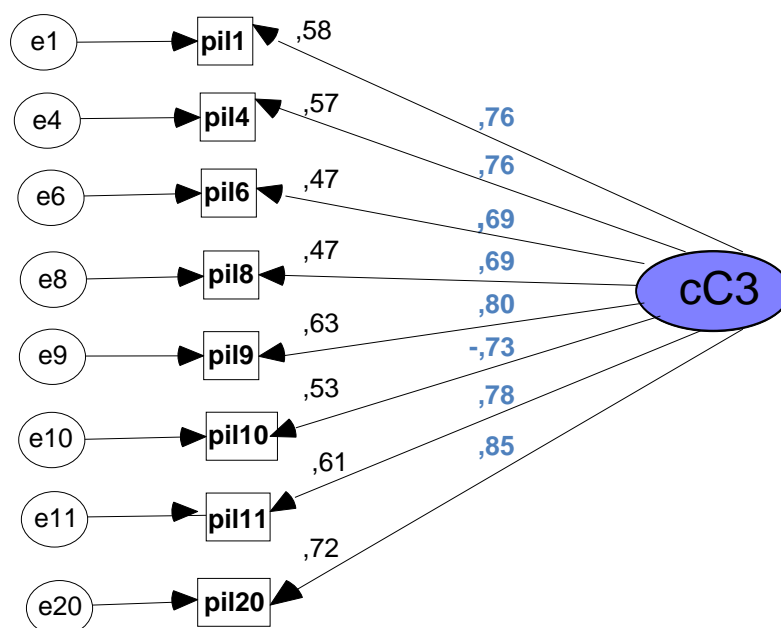 e1 pil1 ,58
,76
e4 pil4 ,57
,76
e6 pil6 ,47
,69
e8 pil8 ,47
,69
cC3
,80
e9 pil9 ,63
-,73
e10 pil10 ,53
,78
e11 pil11 ,61
,85
e20 pil20 ,72